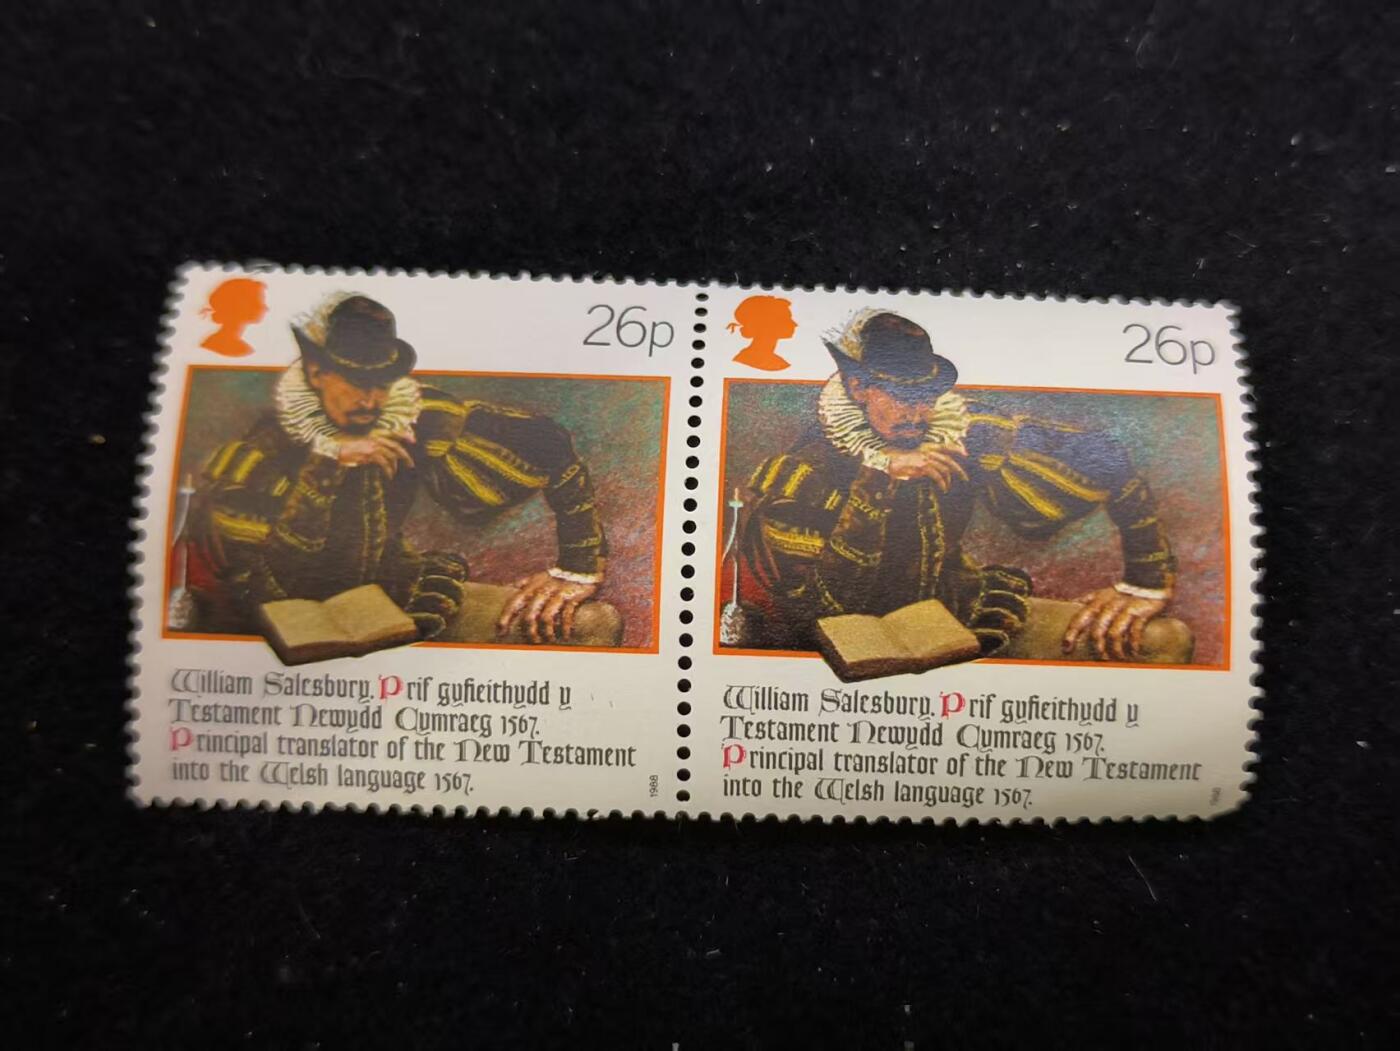 26p
William Salesbury. Prif gyfieithydd y
Testament Newydd Cymraeg 1567.
Principal translator of the New Testament
into the Welsh language 1567.
1988
26p
William Salesbury. Prif gyfieithydd y
Testament Newydd Cymraeg 1567.
Principal translator of the New Testament
into the Welsh language 1567.
1988